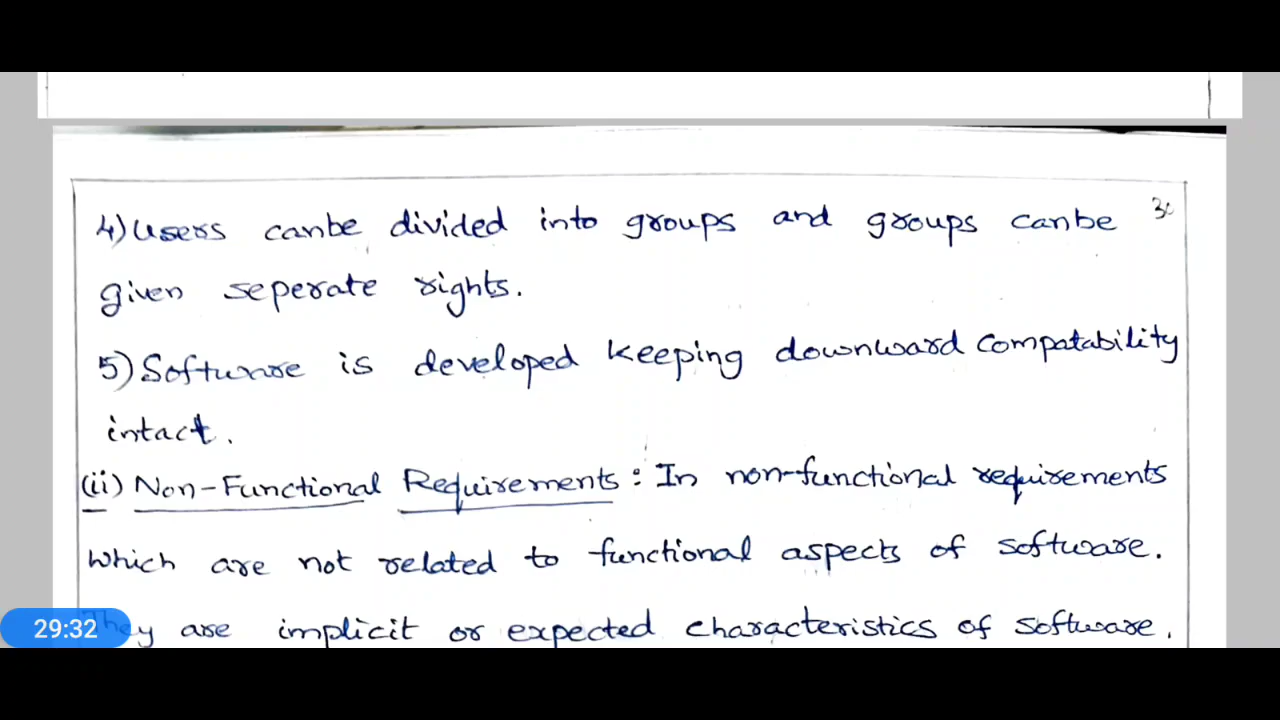 30
4) Users canbe divided into groups and groups canbe
given seperate rights.
5) Software is developed keeping downward compatability
intact.
(ii) Non-Functional Requirements : In non-functional requirements
which are not related to functional aspects of software.
They are implicit or expected characteristics of software.
29:32